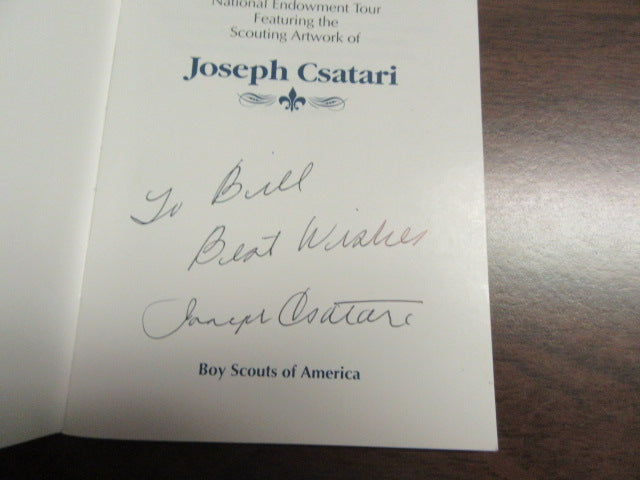 National Endowment Tour
Featuring the
Scouting Artwork of
Joseph Csatari
To Bill
Best Wishes
Joseph Csatari
Boy Scouts of America